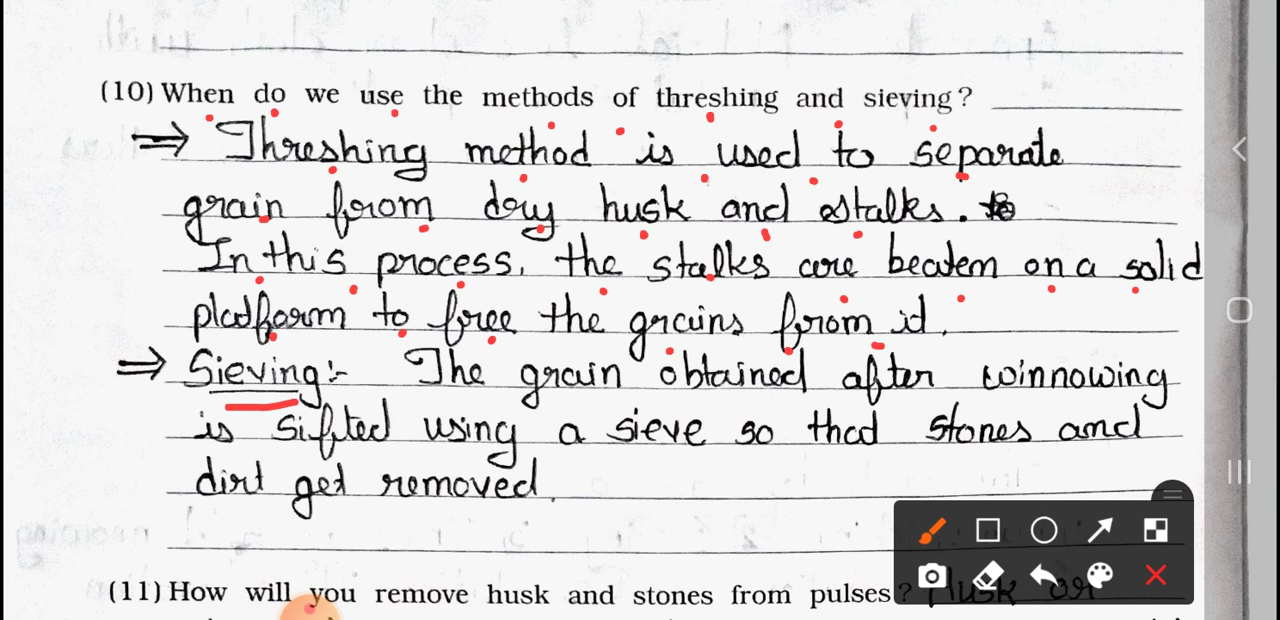 (10) When do we use the methods of threshing and sieving?
⇒ Threshing method is used to separate
grain from dry husk and stalks.
In this process, the stalks are beaten on a solid
platform to free the grains from it.
⇒ Sieving:- The grain obtained after winnowing
is sifted using a sieve so that stones and
dirt get removed.
(11) How will you remove husk and stones from pulses? Husk or